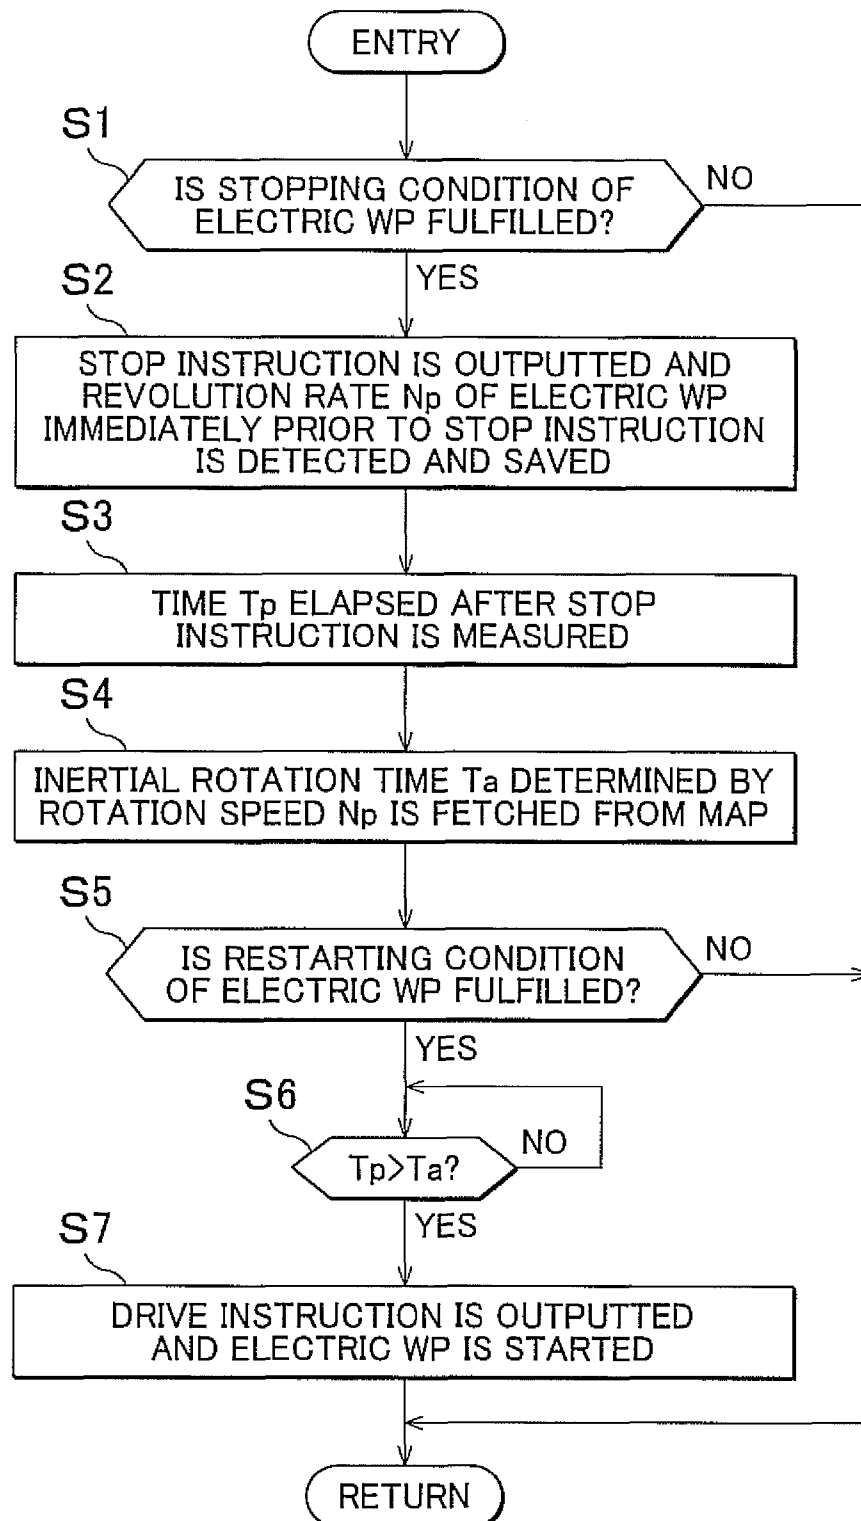 ENTRY
S1
IS STOPPING CONDITION OF
ELECTRIC WP FULFILLED?
NO
YES
S2
STOP INSTRUCTION IS OUTPUTTED AND
REVOLUTION RATE Np OF ELECTRIC WP
IMMEDIATELY PRIOR TO STOP INSTRUCTION
IS DETECTED AND SAVED
S3
TIME Tp ELAPSED AFTER STOP
INSTRUCTION IS MEASURED
S4
INERTIAL ROTATION TIME Ta DETERMINED BY
ROTATION SPEED Np IS FETCHED FROM MAP
S5
IS RESTARTING CONDITION
OF ELECTRIC WP FULFILLED?
NO
YES
S6
Tp>Ta?
NO
YES
S7
DRIVE INSTRUCTION IS OUTPUTTED
AND ELECTRIC WP IS STARTED
RETURN